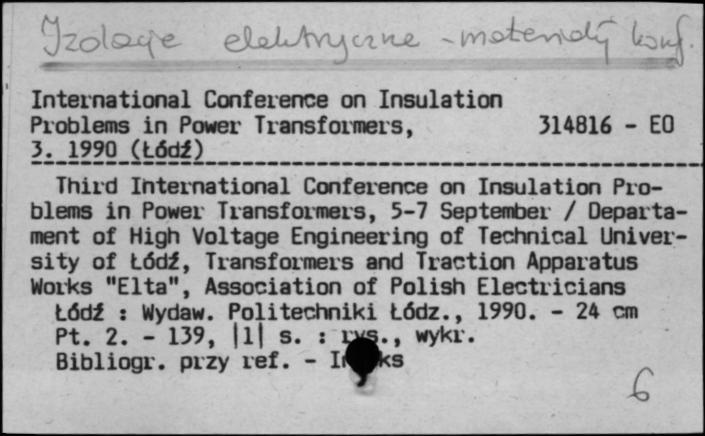 Izolacje elektryczne - materiały konf.
International Conference on Insulation
Problems in Power Transformers, 314816 - EO
3. 1990 (Łódź)
Third International Conference on Insulation Pro-
blems in Power Transformers, 5-7 September / Departa-
ment of High Voltage Engineering of Technical Univer-
sity of Łódź, Transformers and Traction Apparatus
Works "Elta", Association of Polish Electricians
Łódź : Wydaw. Politechniki Łódz., 1990. - 24 cm
Pt. 2. - 139, |1| s. : rys., wykr.
Bibliogr. przy ref. -
6